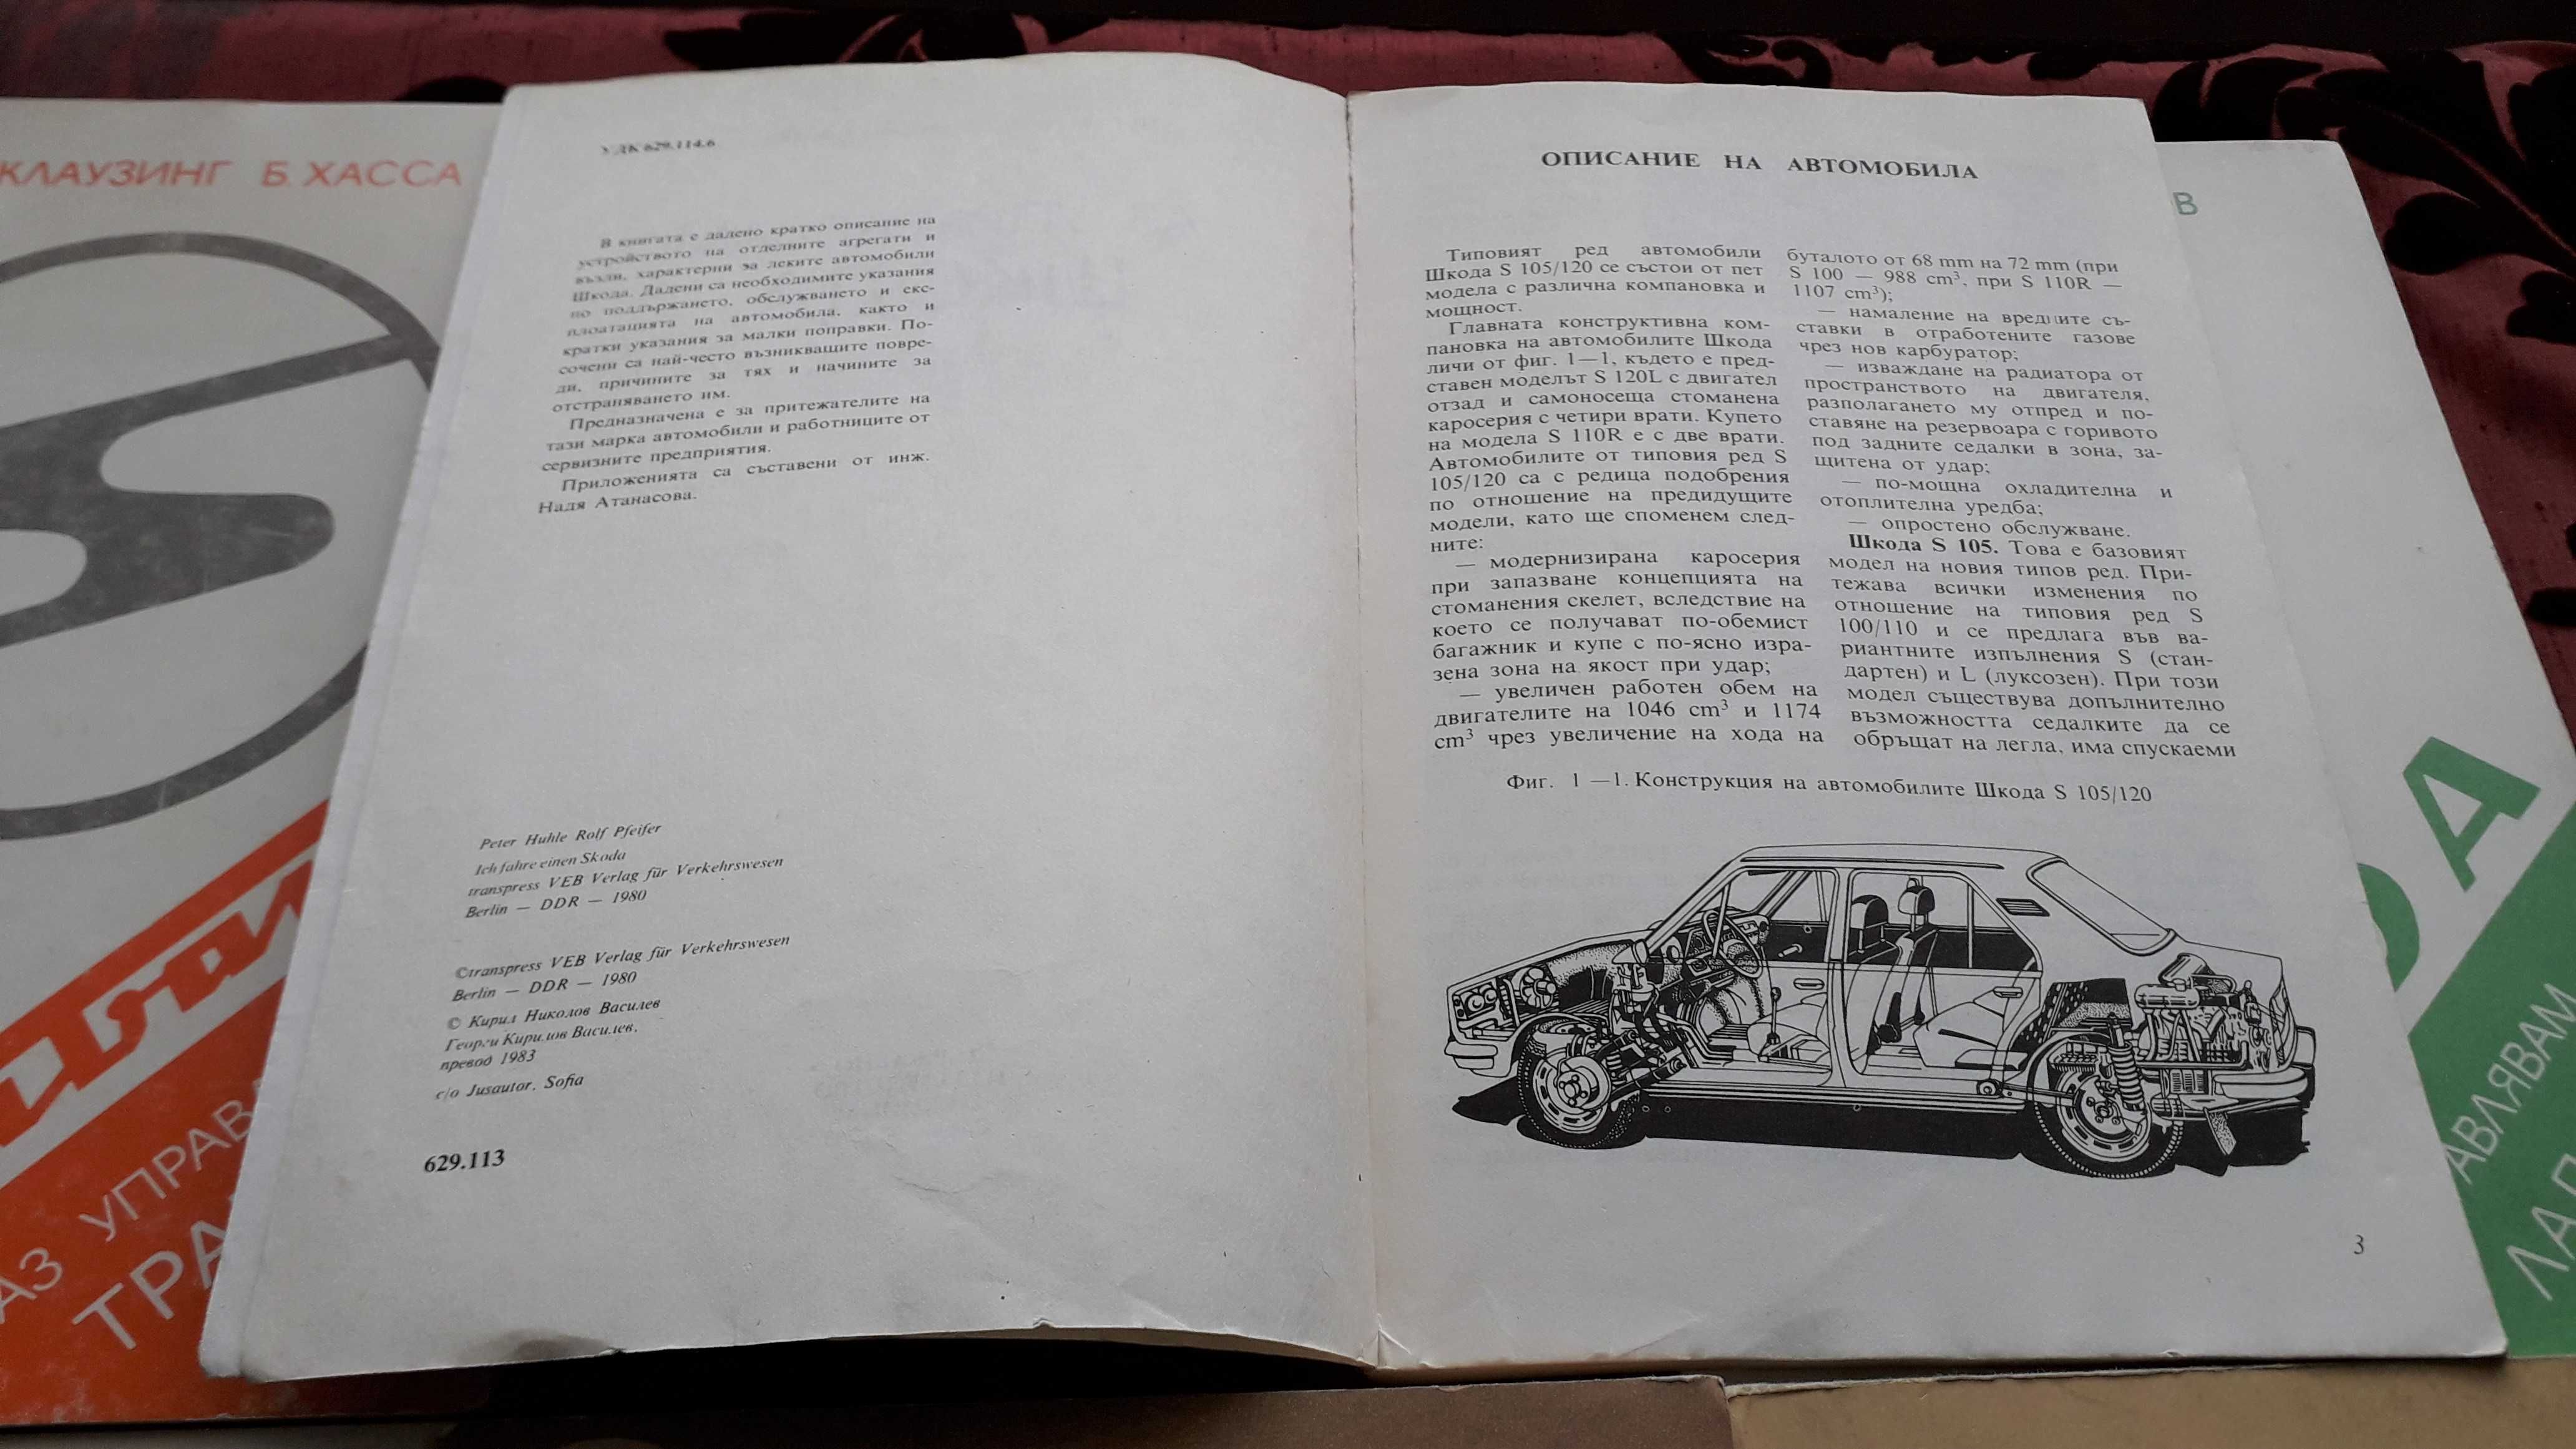 КЛАУЗИНГ Б. ХАССА
АЗ УПРАВ
ТРА
УДК 629.114.6
В книгата е дадено кратко описание на
устройството на отделните агрегати и
възли, характерни за леките автомобили
Шкода. Дадени са необходимите указания
по поддържането, обслужването и екс-
плоатацията на автомобила, както и
кратки указания за малки поправки. По-
сочени са най-често възникващите повре-
ди, причините за тях и начините за
отстраняването им.
Предназначена е за притежателите на
тази марка автомобили и работниците от
сервизните предприятия.
Приложенията са съставени от инж.
Надя Атанасова.
Peter Huhle Rolf Pfeifer
Ich fahre einen Skoda
transpress VEB Verlag für Verkehrswesen
Berlin — DDR — 1980
©transpress VEB Verlag für Verkehrswesen
Berlin — DDR — 1980
© Кирил Николов Василев
Георги Кирилов Василев,
превод 1983
c/o Jusautor, Sofia
629.113
ОПИСАНИЕ НА АВТОМОБИЛА
Типовият ред автомобили
Шкода S 105/120 се състои от пет
модела с различна компановка и
мощност.
Главната конструктивна ком-
пановка на автомобилите Шкода
личи от фиг. 1—1, където е пред-
ставен моделът S 120L с двигател
отзад и самоносеща стоманена
каросерия с четири врати. Купето
на модела S 110R е с две врати.
Автомобилите от типовия ред S
105/120 са с редица подобрения
по отношение на предидущите
модели, като ще споменем след-
ните:
— модернизирана каросерия
при запазване концепцията на
стоманения скелет, вследствие на
което се получават по-обемист
багажник и купе с по-ясно изра-
зена зона на якост при удар;
— увеличен работен обем на
двигателите на 1046 cm³ и 1174
cm³ чрез увеличение на хода на
буталото от 68 mm на 72 mm (при
S 100 — 988 cm³, при S 110R —
1107 cm³);
— намаление на вредните съ-
ставки в отработените газове
чрез нов карбуратор;
— изваждане на радиатора от
пространството на двигателя,
разполагането му отпред и по-
ставяне на резервоара с горивото
под задните седалки в зона, за-
щитена от удар;
— по-мощна охладителна и
отоплителна уредба;
— опростено обслужване.
Шкода S 105. Това е базовият
модел на новия типов ред. При-
тежава всички изменения по
отношение на типовия ред S
100/110 и се предлага във ва-
риантните изпълнения S (стан-
дартен) и L (луксозен). При този
модел съществува допълнително
възможността седалките да се
обръщат на легла, има спускаеми
Фиг. 1 —1. Конструкция на автомобилите Шкода S 105/120
3
В
ДА
АВЛЯВАМ
ЛАД